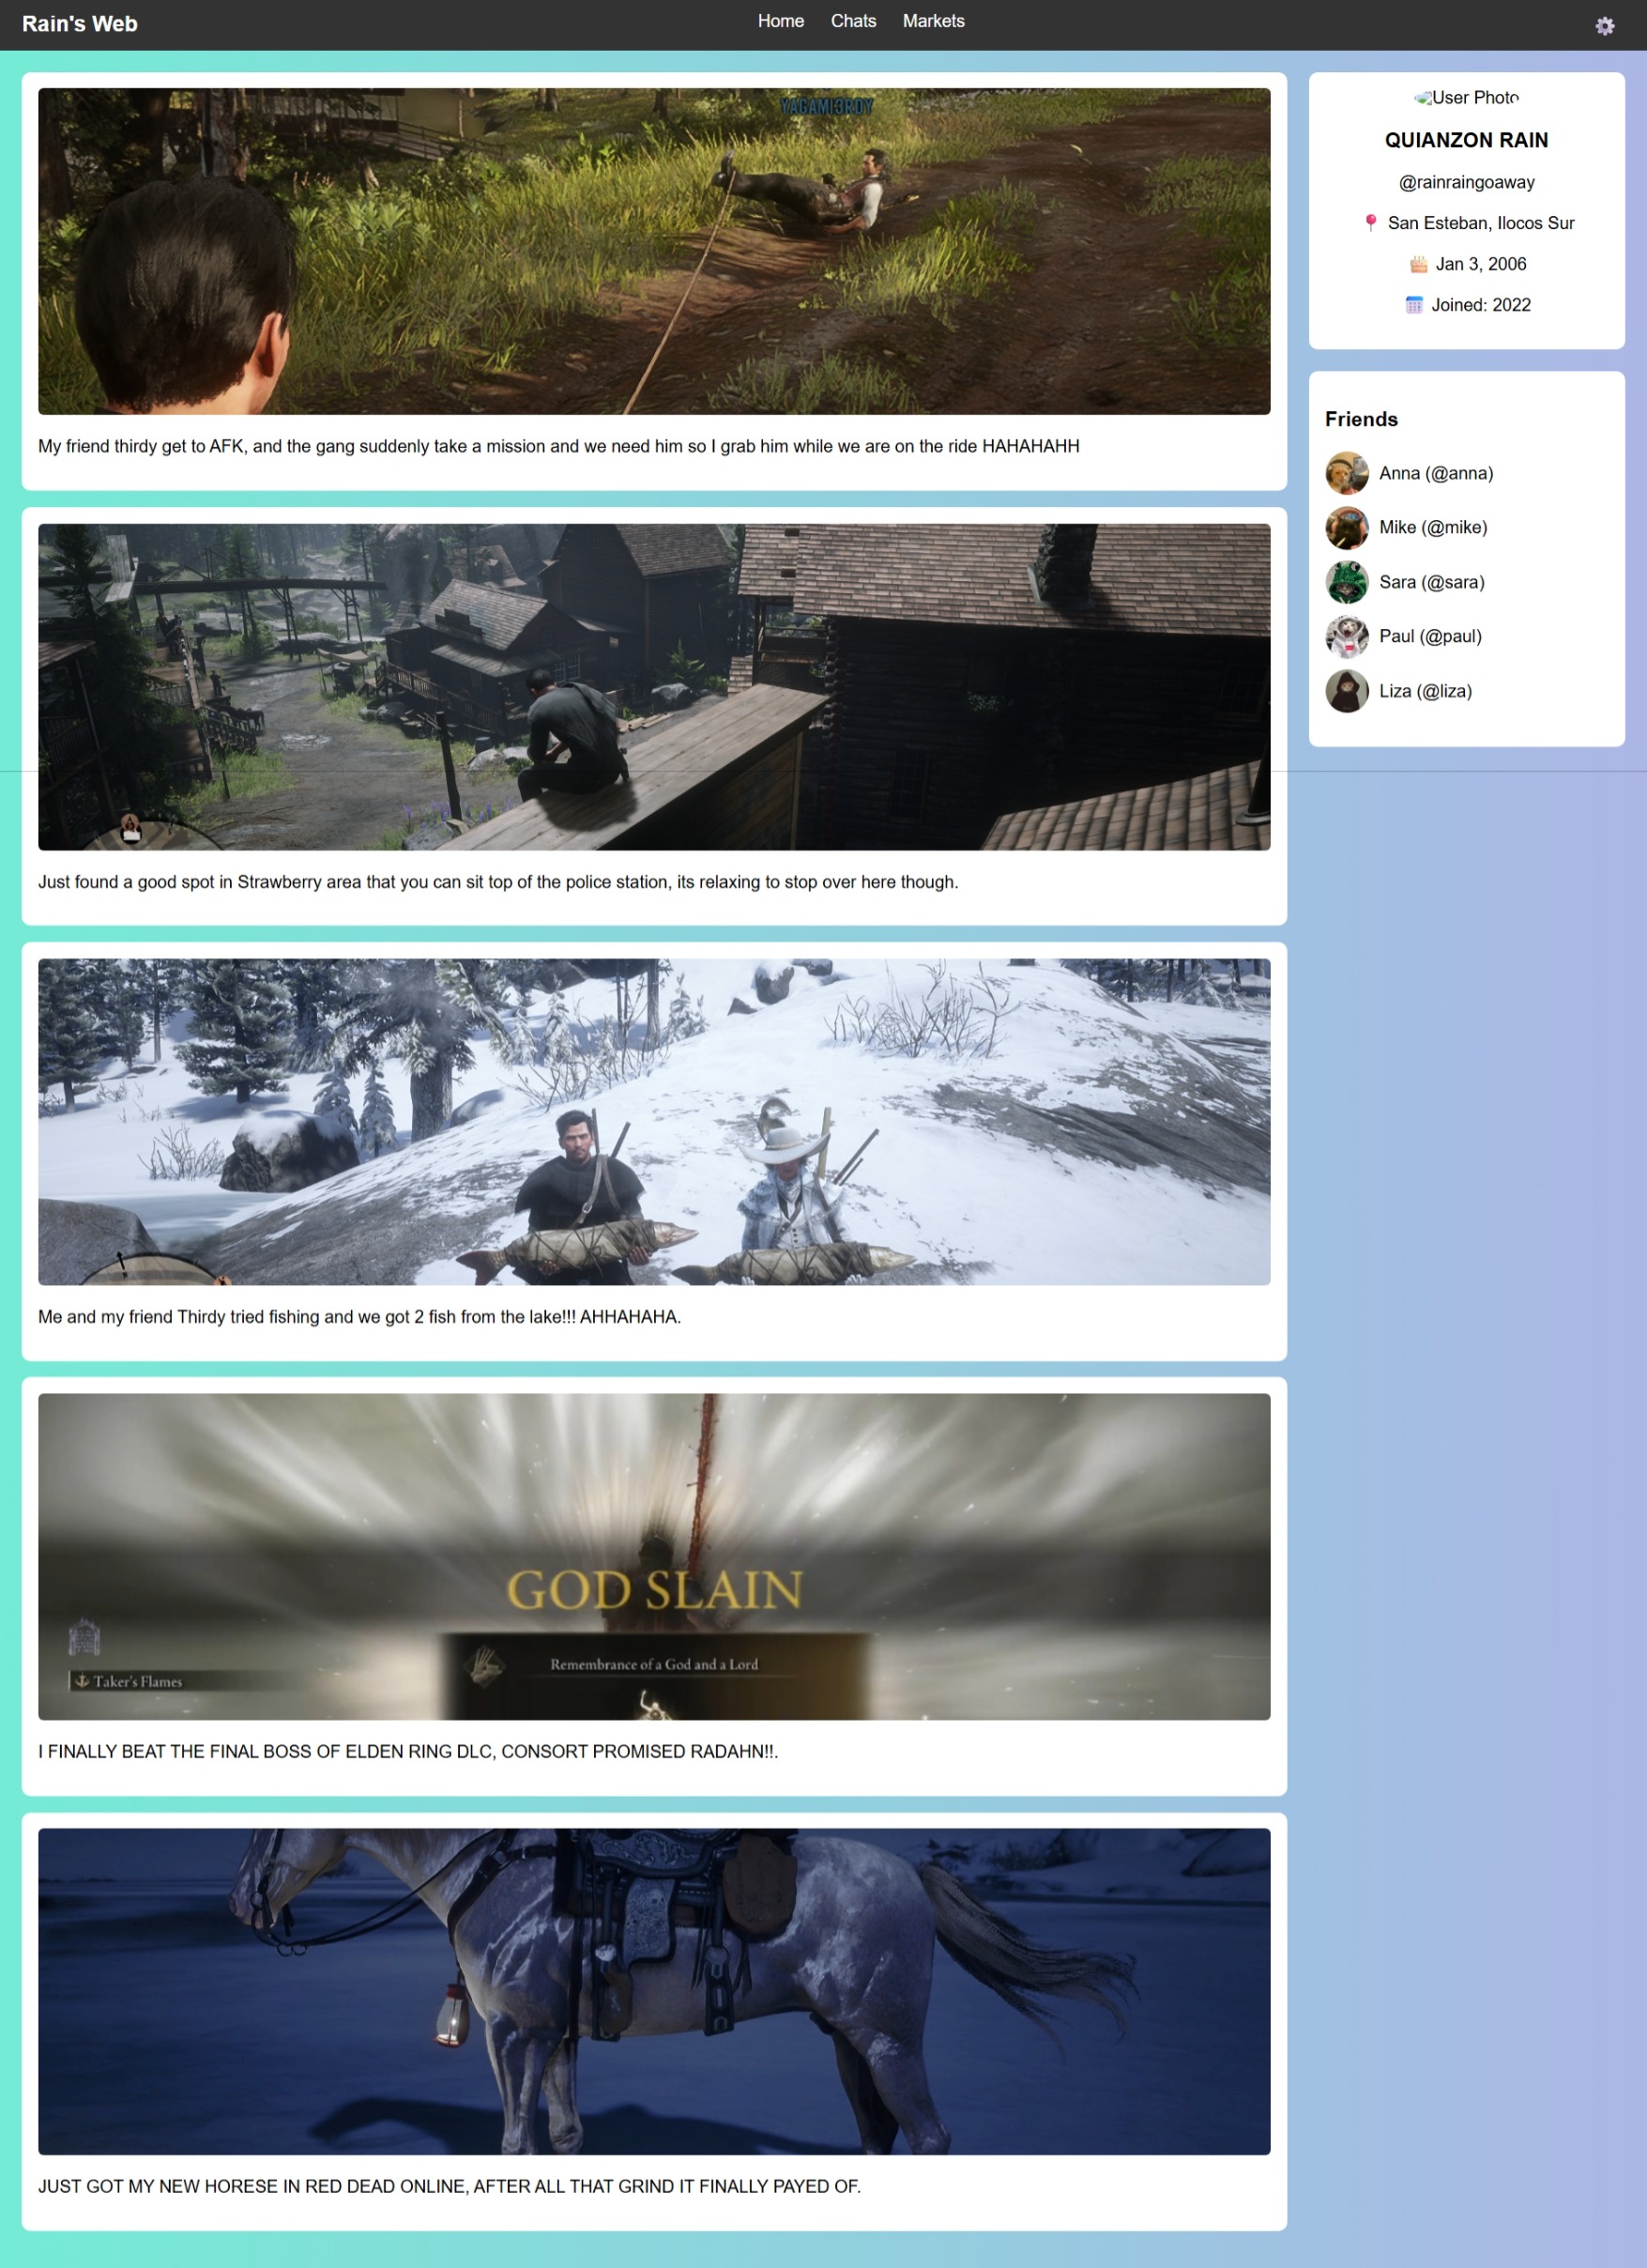 Rain's Web
Home Chats Markets
YAGAMI3RDY
My friend thirdy get to AFK, and the gang suddenly take a mission and we need him so I grab him while we are on the ride HAHAHAHH
Just found a good spot in Strawberry area that you can sit top of the police station, its relaxing to stop over here though.
Me and my friend Thirdy tried fishing and we got 2 fish from the lake!!! AHHAHAHA.
GOD SLAIN
Remembrance of a God and a Lord
Taker's Flames
I FINALLY BEAT THE FINAL BOSS OF ELDEN RING DLC, CONSORT PROMISED RADAHN!!.
JUST GOT MY NEW HORESE IN RED DEAD ONLINE, AFTER ALL THAT GRIND IT FINALLY PAYED OF.
User Photo
QUIANZON RAIN
@rainraingoaway
San Esteban, Ilocos Sur
Jan 3, 2006
Joined: 2022
Friends
Anna (@anna)
Mike (@mike)
Sara (@sara)
Paul (@paul)
Liza (@liza)